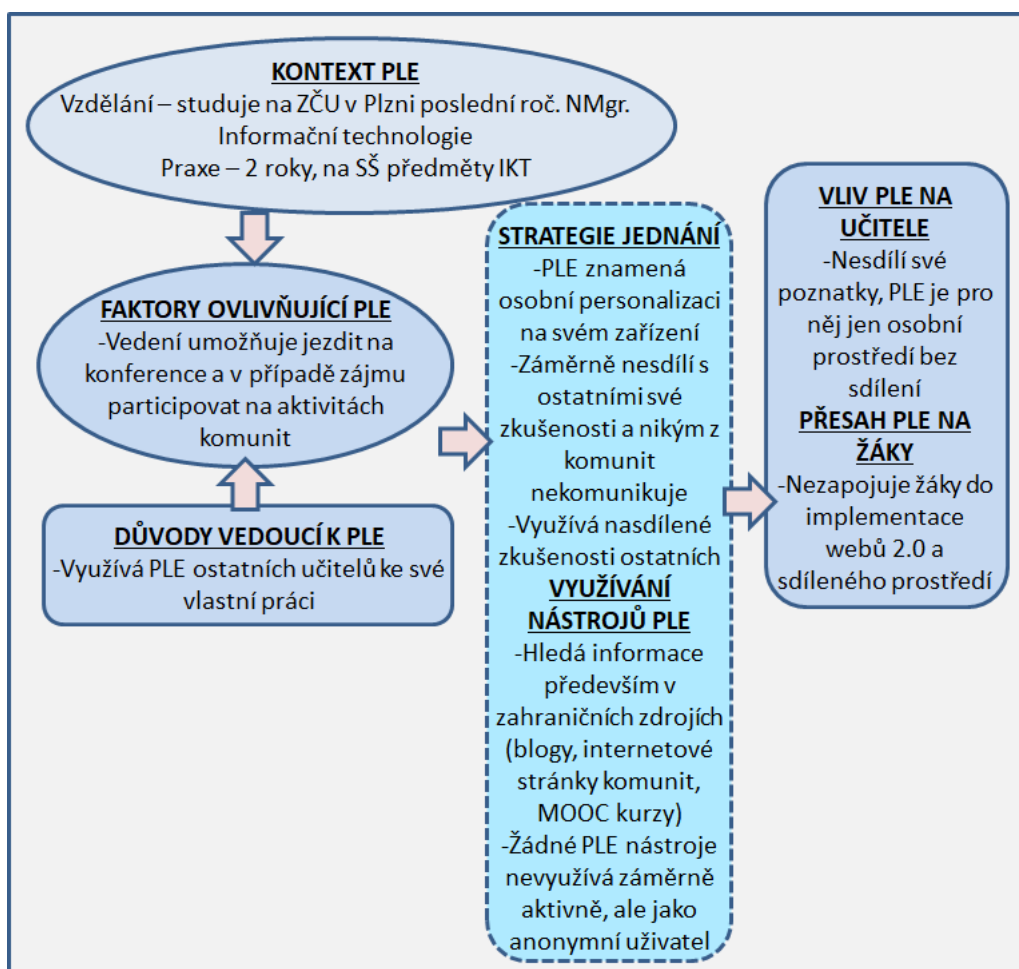 KONTEXT PLE
Vzdělání – studuje na ZČU v Plzni poslední roč. NMgr.
Informační technologie
Praxe – 2 roky, na SŠ předměty IKT
FAKTORY OVLIVŇUJÍCÍ PLE
-Vedení umožňuje jezdit na
konference a v případě zájmu
participovat na aktivitách
komunit
DŮVODY VEDOUCÍ K PLE
-Využívá PLE ostatních učitelů ke své
vlastní práci
STRATEGIE JEDNÁNÍ
-PLE znamená
osobní personalizaci
na svém zařízení
-Záměrně nesdílí s
ostatními své
zkušenosti a nikým z
komunit
nekomunikuje
-Využívá nasdílené
zkušenosti ostatních
VYUŽÍVÁNÍ
NÁSTROJŮ PLE
-Hledá informace
především v
zahraničních zdrojích
(blogy, internetové
stránky komunit,
MOOC kurzy)
-Žádné PLE nástroje
nevyužívá záměrně
aktivně, ale jako
anonymní uživatel
VLIV PLE NA
UČITELE
-Nesdílí své
poznatky, PLE je pro
něj jen osobní
prostředí bez
sdílení
PŘESAH PLE NA
ŽÁKY
-Nezapojuje žáky do
implementace
webů 2.0 a
sdíleného prostředí